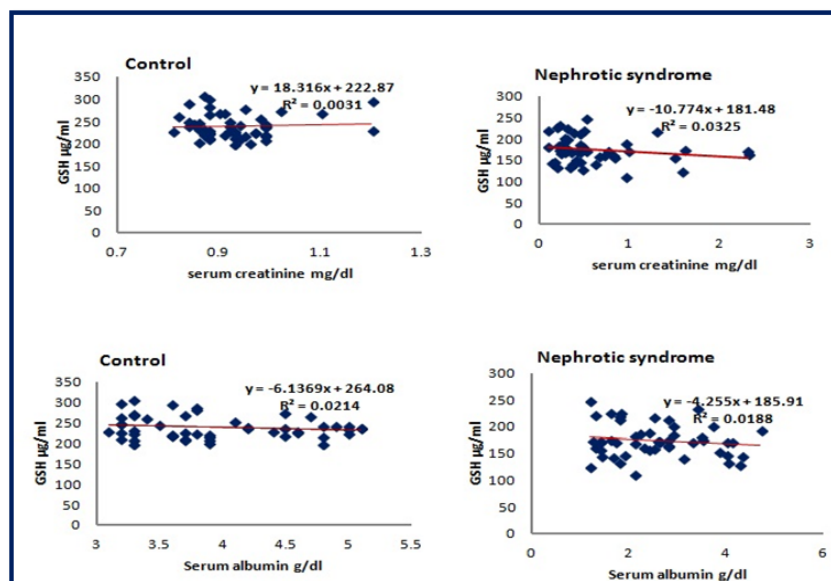 Control
y = 18.316x + 222.87
R² = 0.0031
350
300
250
200
150
100
50
0
GSH µg/ml
0.7 0.9 1.1 1.3
serum creatinine mg/dl
Nephrotic syndrome
y = -10.774x + 181.48
R² = 0.0325
300
250
200
150
100
50
0
GSH µg/ml
0 1 2 3
serum creatinine mg/dl
Control
y = -6.1369x + 264.08
R² = 0.0214
350
300
250
200
150
100
50
0
GSH µg/ml
3 3.5 4 4.5 5 5.5
Serum albumin g/dl
Nephrotic syndrome
y = -4.255x + 185.91
R² = 0.0188
300
250
200
150
100
50
0
GSH µg/ml
0 2 4 6
Serum albumin g/dl